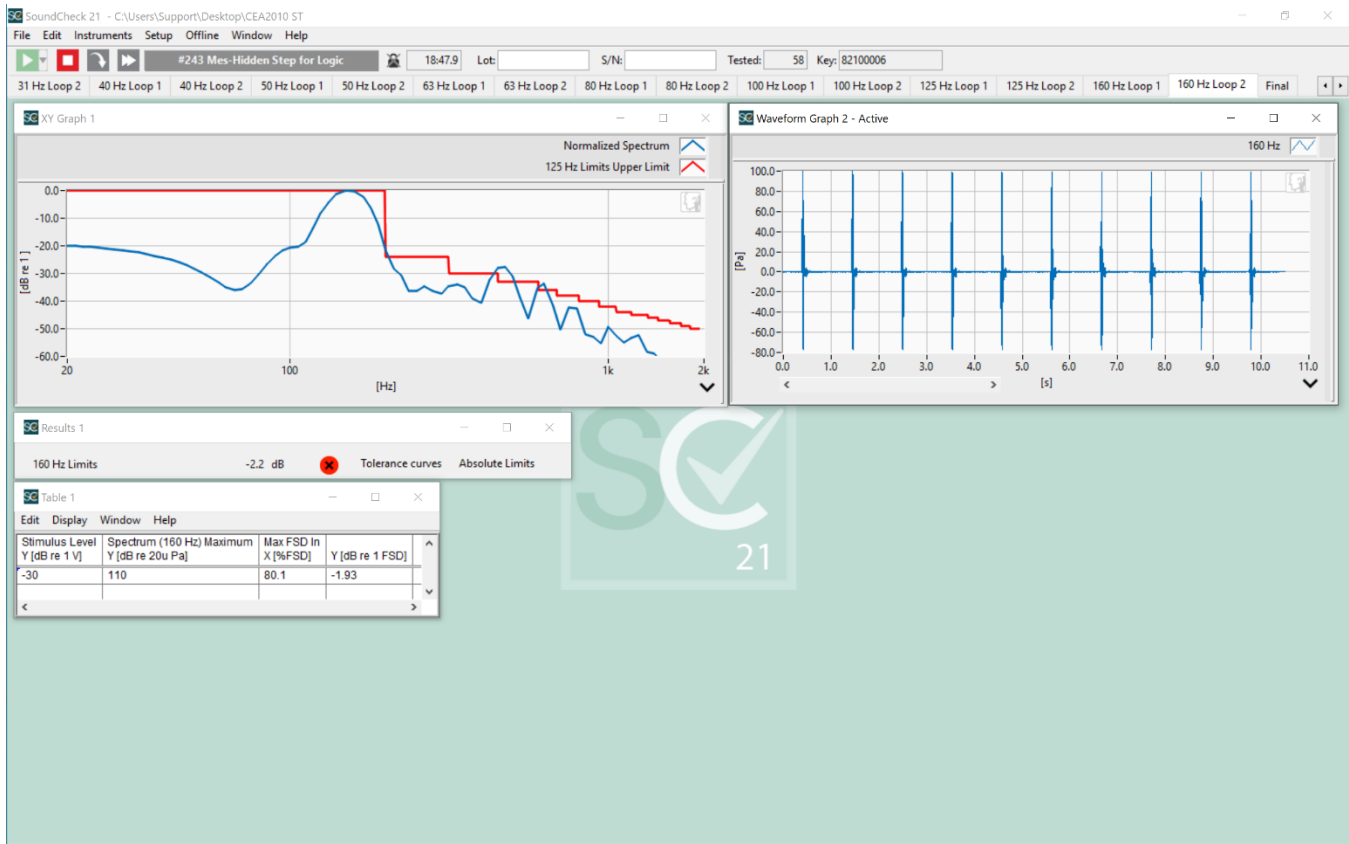 SC SoundCheck 21 - C:\Users\Support\Desktop\CEA2010 ST
File Edit Instruments Setup Offline Window Help
#243 Mes-Hidden Step for Logic 18:47.9 Lot: S/N: Tested: 58 Key: 82100006
31 Hz Loop 2 40 Hz Loop 1 40 Hz Loop 2 50 Hz Loop 1 50 Hz Loop 2 63 Hz Loop 1 63 Hz Loop 2 80 Hz Loop 1 80 Hz Loop 2 100 Hz Loop 1 100 Hz Loop 2 125 Hz Loop 1 125 Hz Loop 2 160 Hz Loop 1 160 Hz Loop 2 Final
SC XY Graph 1
Normalized Spectrum
125 Hz Limits Upper Limit
0.0
-10.0
-20.0
-30.0
-40.0
-50.0
-60.0
[dB re 1 ]
20 100 1k 2k
[Hz]
SC Waveform Graph 2 - Active
160 Hz
100.0
80.0
60.0
40.0
20.0
0.0
-20.0
-40.0
-60.0
-80.0
[Pa]
0.0 1.0 2.0 3.0 4.0 5.0 6.0 7.0 8.0 9.0 10.0 11.0
[s]
SC Results 1
160 Hz Limits -2.2 dB Tolerance curves Absolute Limits
SC Table 1
Edit Display Window Help
Stimulus Level Spectrum (160 Hz) Maximum Max FSD In
Y [dB re 1 V] Y [dB re 20u Pa] X [%FSD] Y [dB re 1 FSD]
-30 110 80.1 -1.93
SC
21